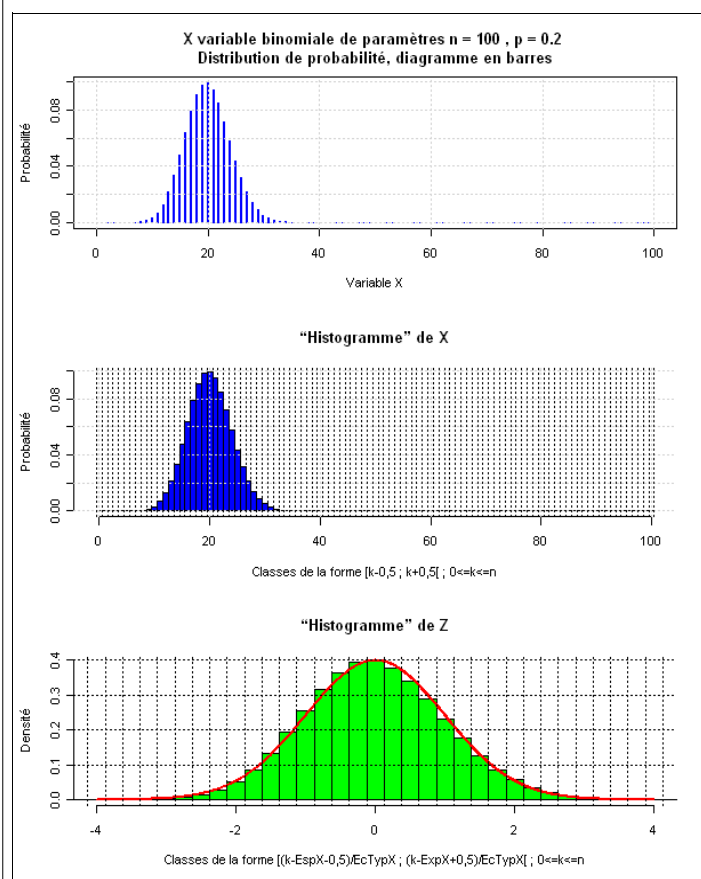 X variable binomiale de paramètres n = 100 , p = 0.2
Distribution de probabilité, diagramme en barres
Probabilité
0.08
0.04
0.00
0 20 40 60 80 100
Variable X
“Histogramme” de X
Probabilité
0.08
0.04
0.00
0 20 40 60 80 100
Classes de la forme [k-0,5 ; k+0,5[ ; 0<=k<=n
“Histogramme” de Z
Densité
0.4
0.3
0.2
0.1
0.0
-4 -2 0 2 4
Classes de la forme [(k-EspX-0,5)/EcTypX ; (k-ExpX+0,5)/EcTypX[ ; 0<=k<=n